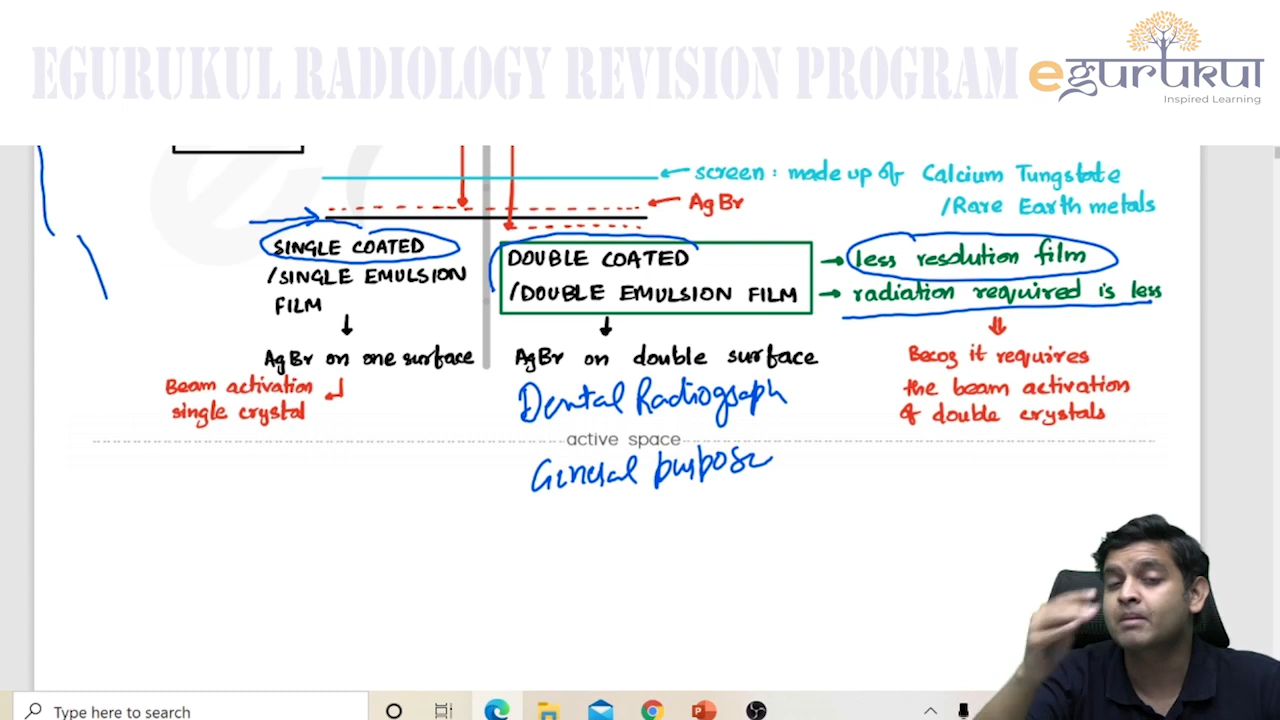 EGURUKUL RADIOLOGY REVISION PROGRAM
egurukul
Inspired Learning
screen : made up of Calcium Tungstate
/Rare Earth metals
AgBr
SINGLE COATED
/SINGLE EMULSION
FILM
DOUBLE COATED
/DOUBLE EMULSION FILM
less resolution film
radiation required is less
AgBr on one surface
AgBr on double surface
Becoz it requires
the beam activation
of double crystals
Beam activation
single crystal
Dental Radiograph
active space
General purpose
Type here to search